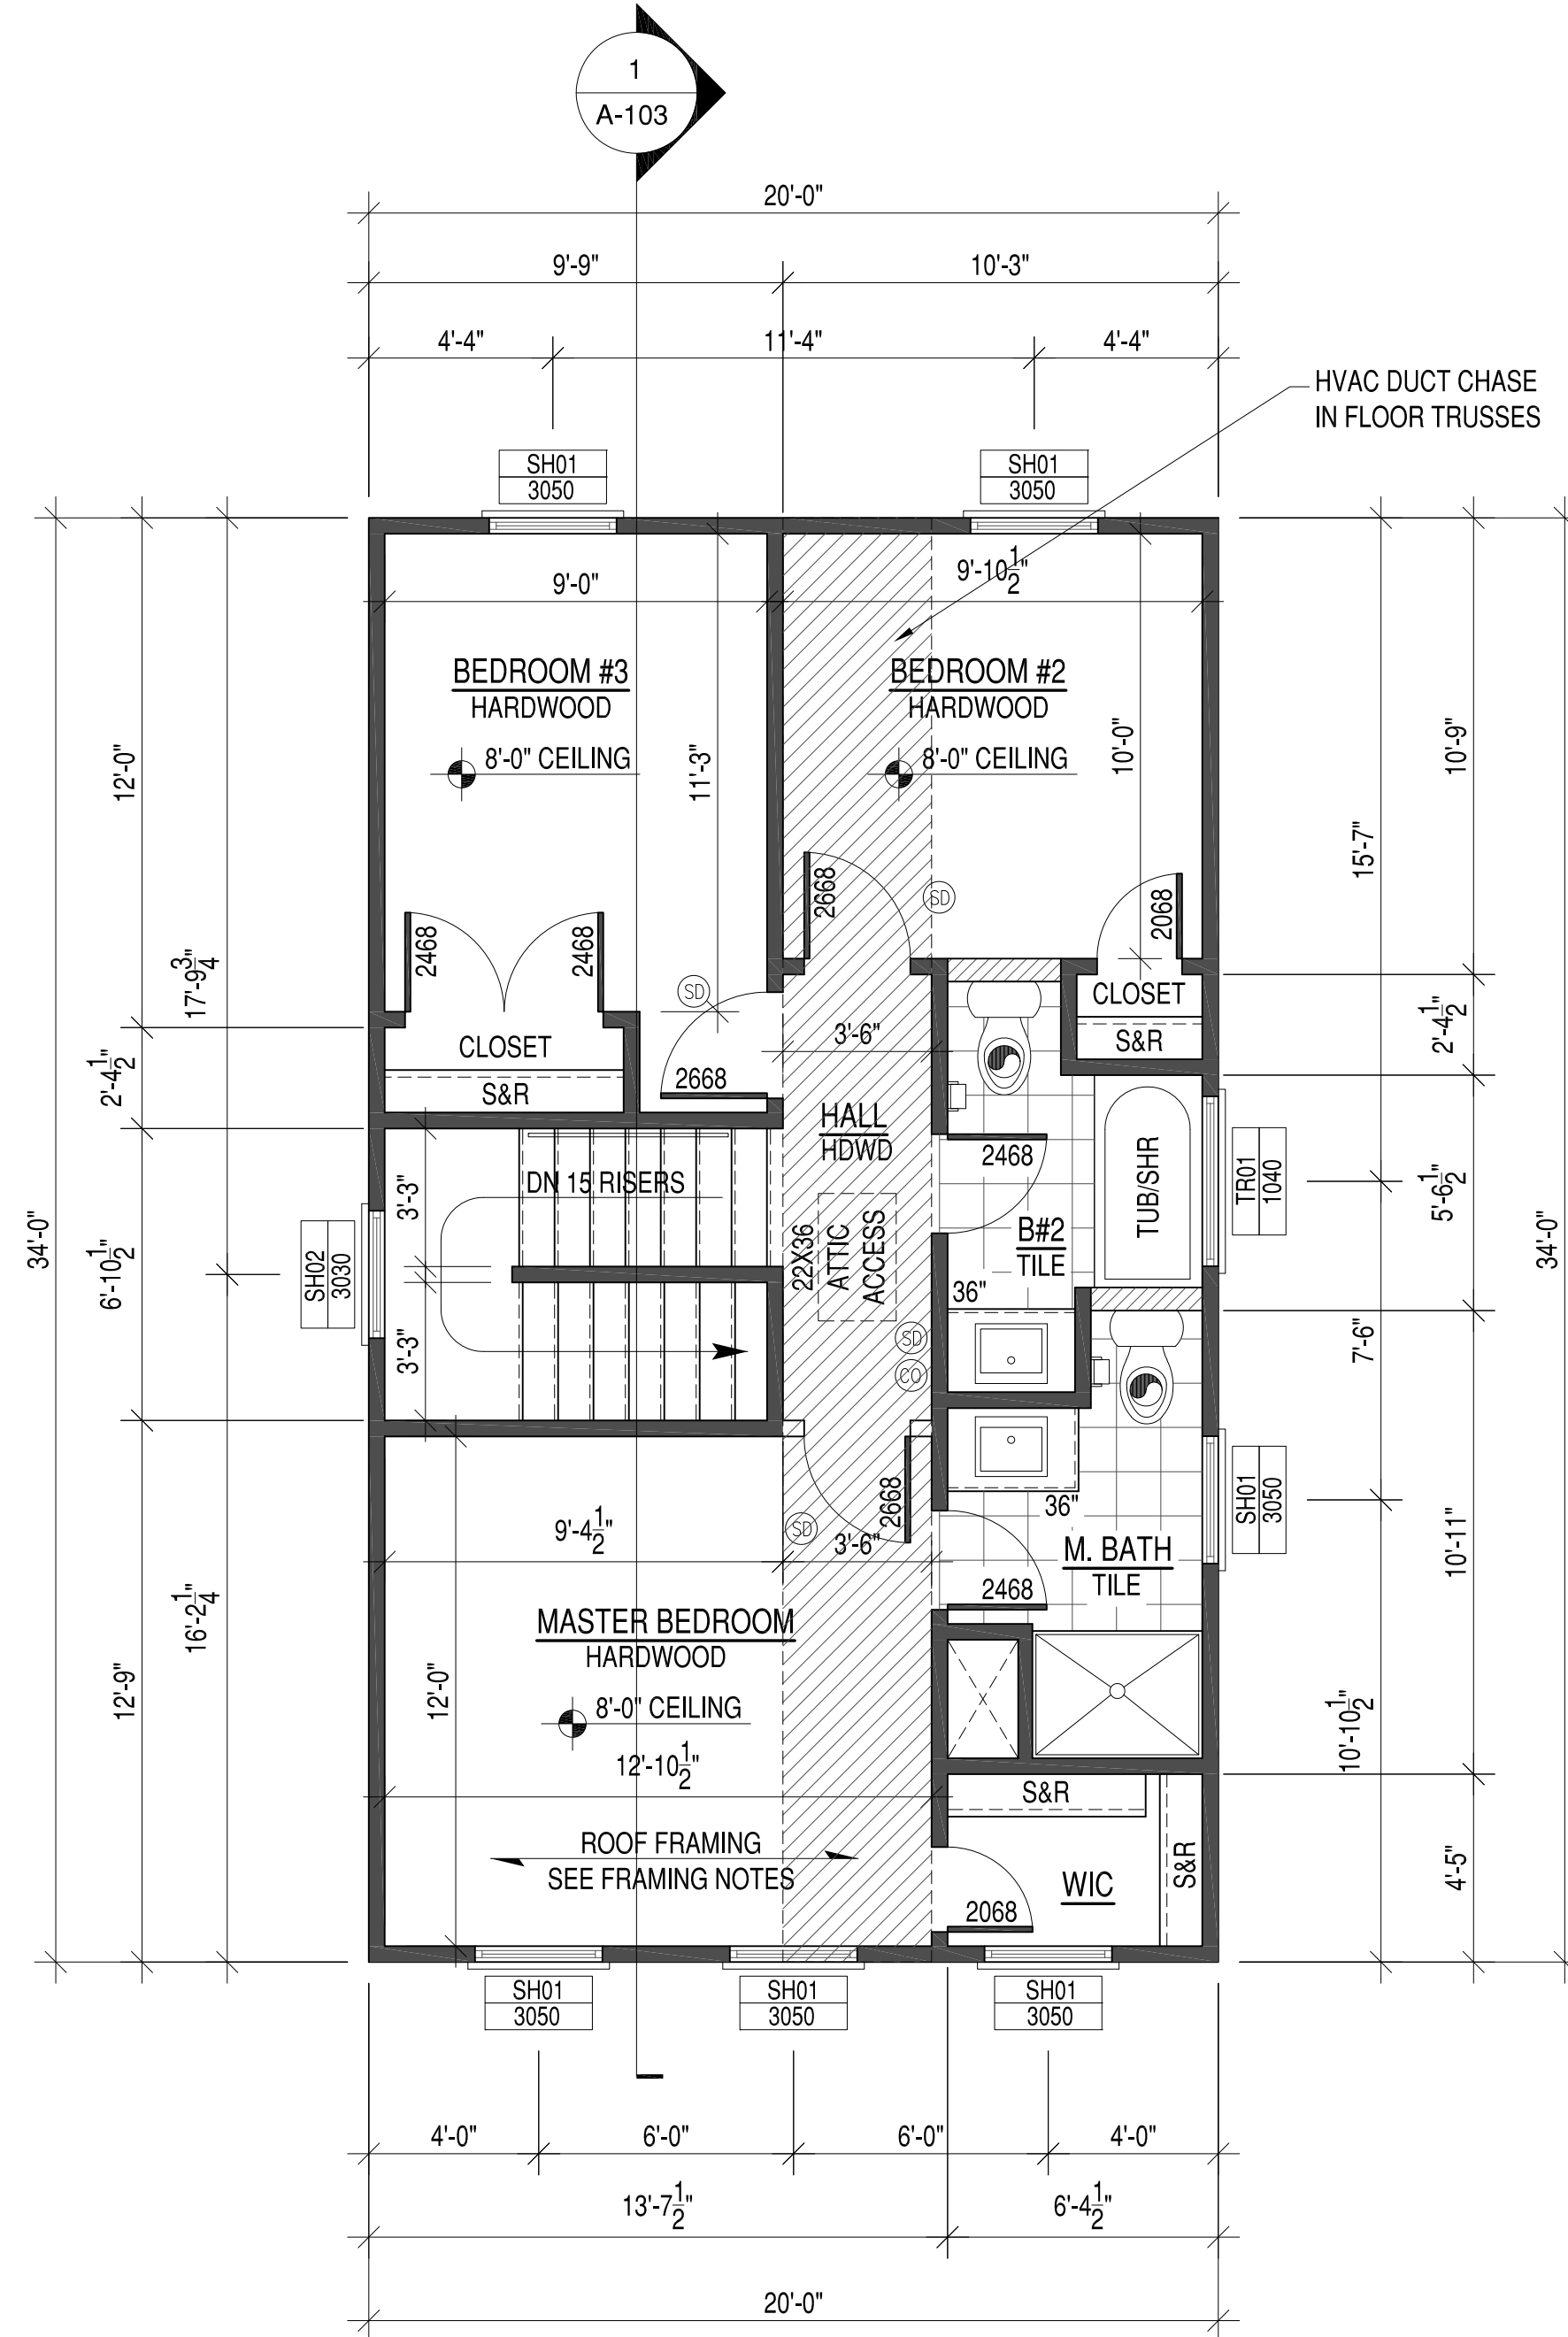 1
A-103
20'-0"
9'-9"
10'-3"
4'-4"
11'-4"
4'-4"
HVAC DUCT CHASE
IN FLOOR TRUSSES
SH01
3050
SH01
3050
9'-0"
9'-10 1/2"
BEDROOM #3
HARDWOOD
8'-0" CEILING
11'-3"
BEDROOM #2
HARDWOOD
8'-0" CEILING
10'-0"
12'-0"
17'-9 3/4"
2'-4 1/2"
34'-0"
6'-10 1/2"
16'-2 1/4"
12'-9"
10'-9"
15'-7"
2'-4 1/2"
5'-6 1/2"
34'-0"
7'-6"
10'-11"
10'-10 1/2"
4'-5"
2468
2468
2668
SD
2068
SD
CLOSET
S&R
CLOSET
S&R
2668
3'-6"
HALL
HDWD
2468
TUB/SHR
TR01
1040
3'-3"
DN 15 RISERS
SH02
3030
3'-3"
22X36
ATTIC
ACCESS
B#2
TILE
36"
SD
CO
36"
SH01
3050
M. BATH
TILE
2468
2668
SD
9'-4 1/2"
3'-6"
MASTER BEDROOM
HARDWOOD
8'-0" CEILING
12'-0"
12'-10 1/2"
ROOF FRAMING
SEE FRAMING NOTES
S&R
S&R
WIC
2068
SH01
3050
SH01
3050
SH01
3050
4'-0"
6'-0"
6'-0"
4'-0"
13'-7 1/2"
6'-4 1/2"
20'-0"